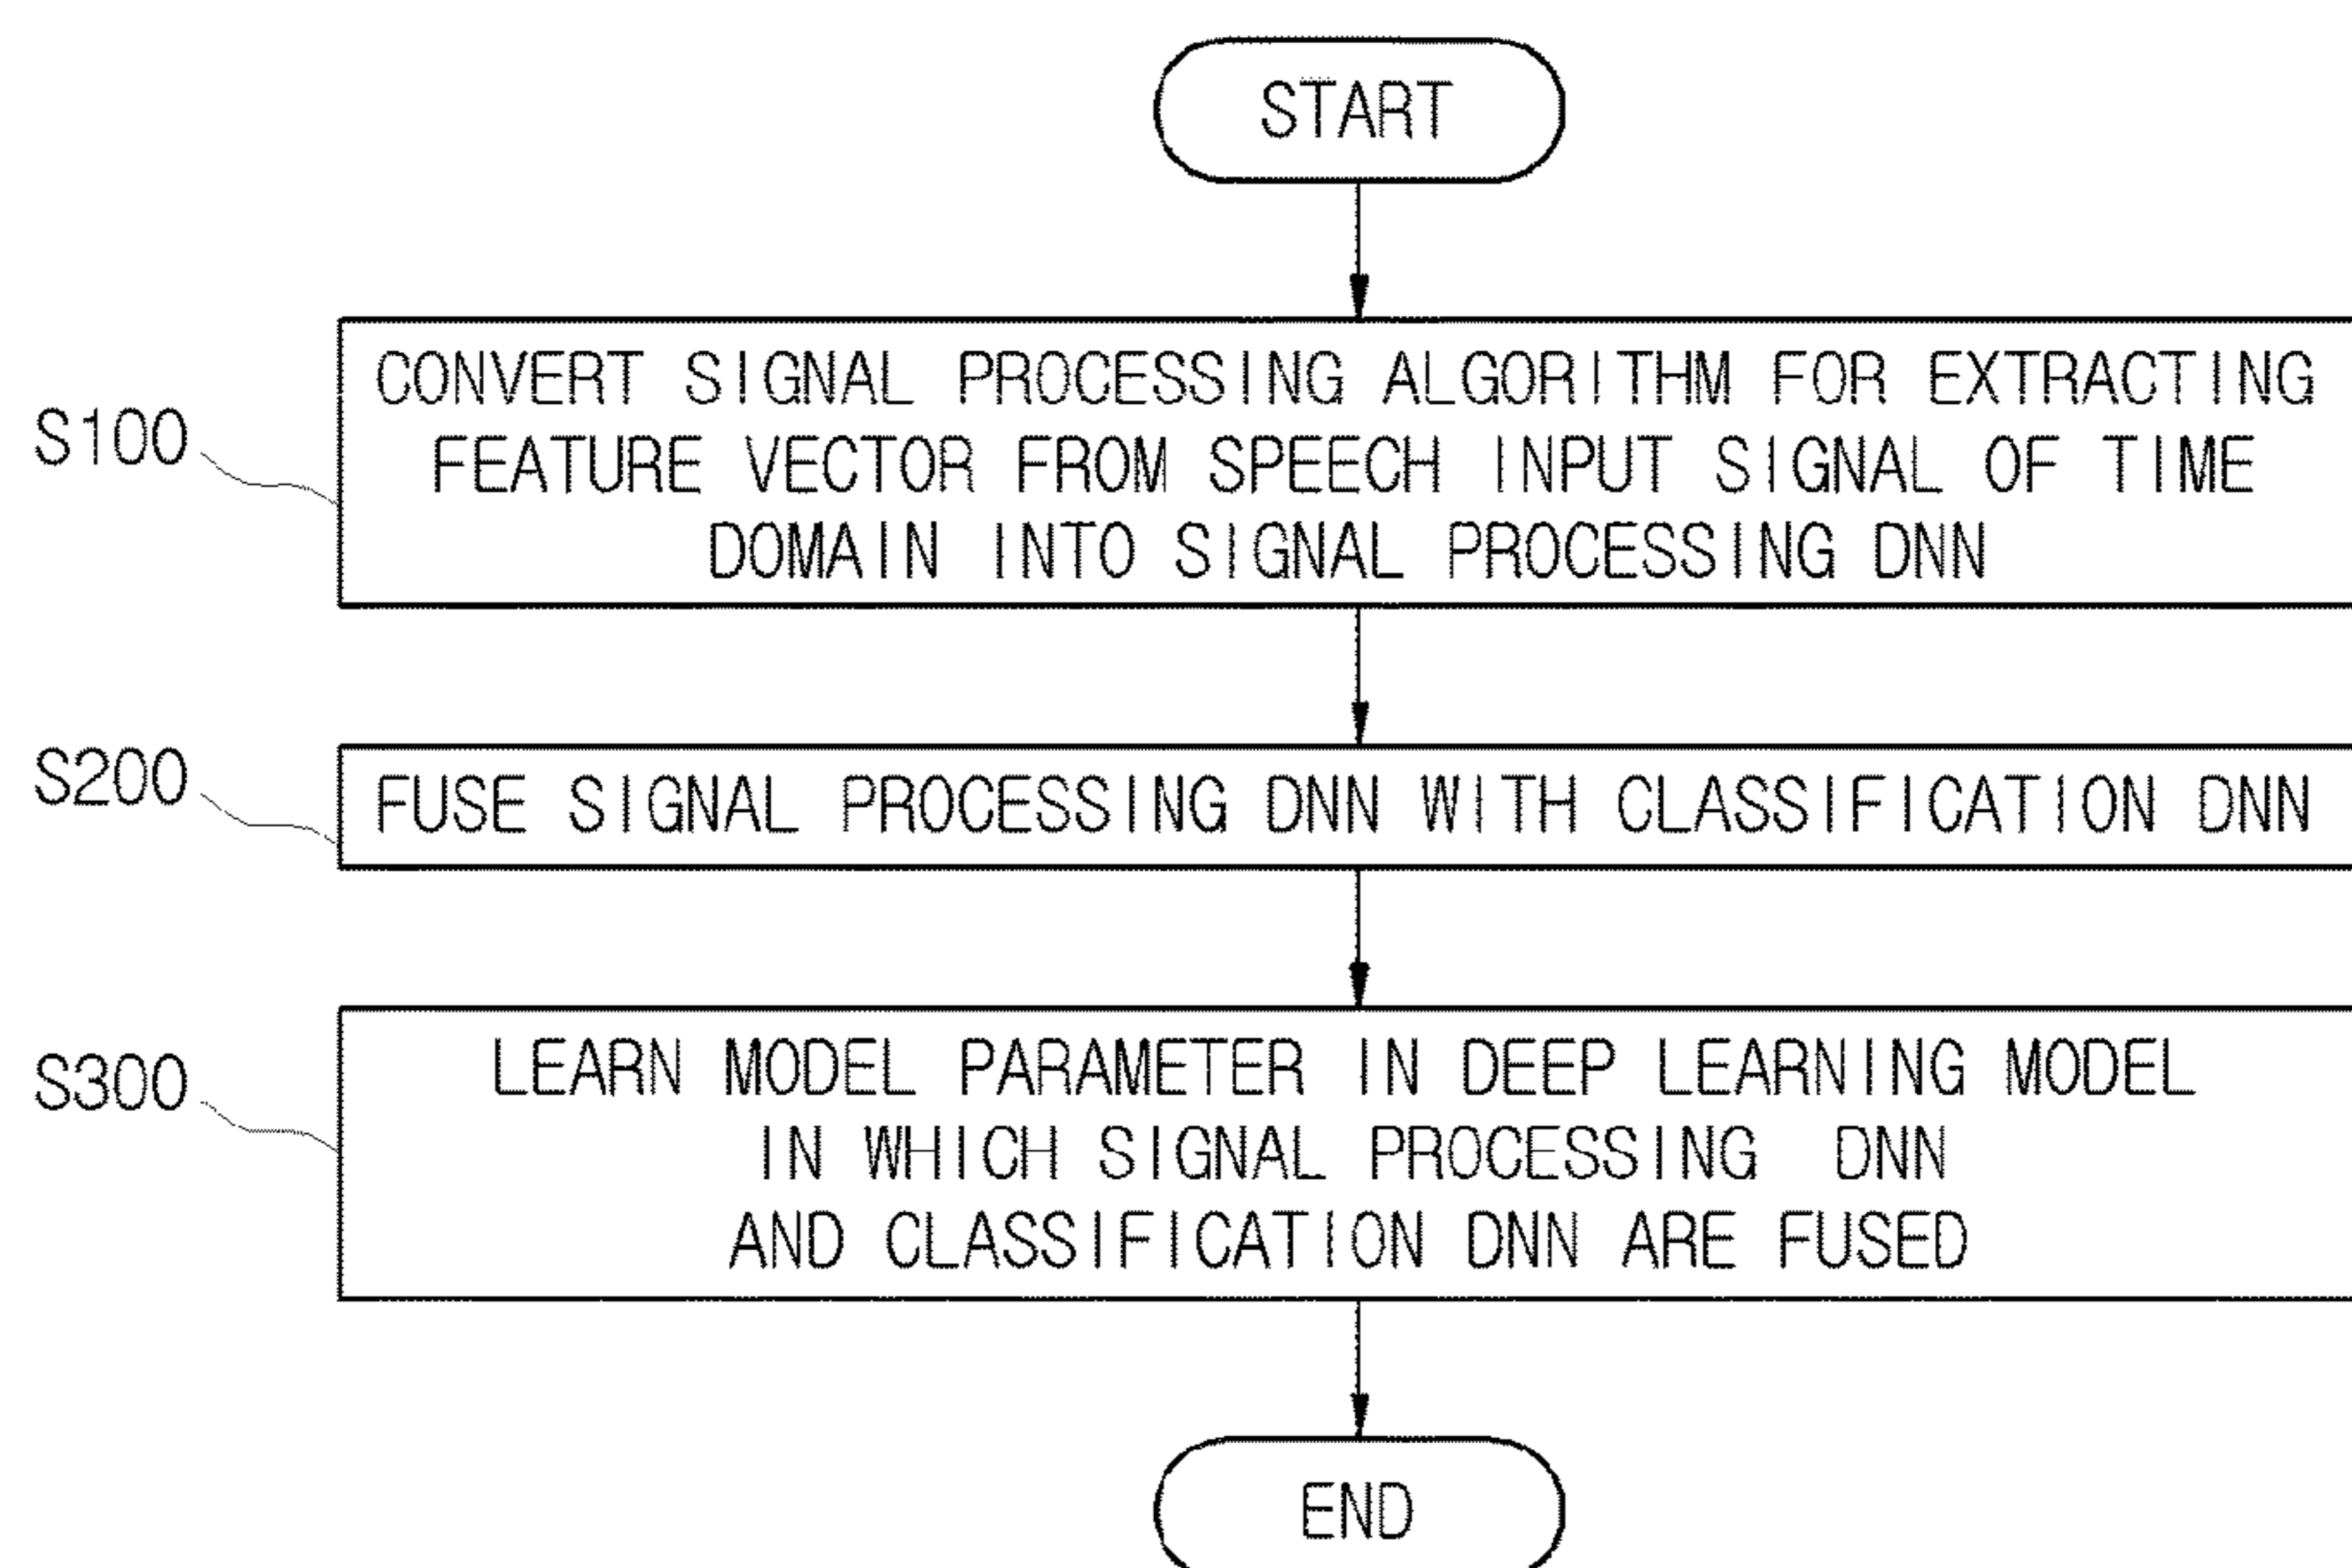 START
S100
CONVERT SIGNAL PROCESSING ALGORITHM FOR EXTRACTING
FEATURE VECTOR FROM SPEECH INPUT SIGNAL OF TIME
DOMAIN INTO SIGNAL PROCESSING DNN
S200
FUSE SIGNAL PROCESSING DNN WITH CLASSIFICATION DNN
S300
LEARN MODEL PARAMETER IN DEEP LEARNING MODEL
IN WHICH SIGNAL PROCESSING DNN
AND CLASSIFICATION DNN ARE FUSED
END